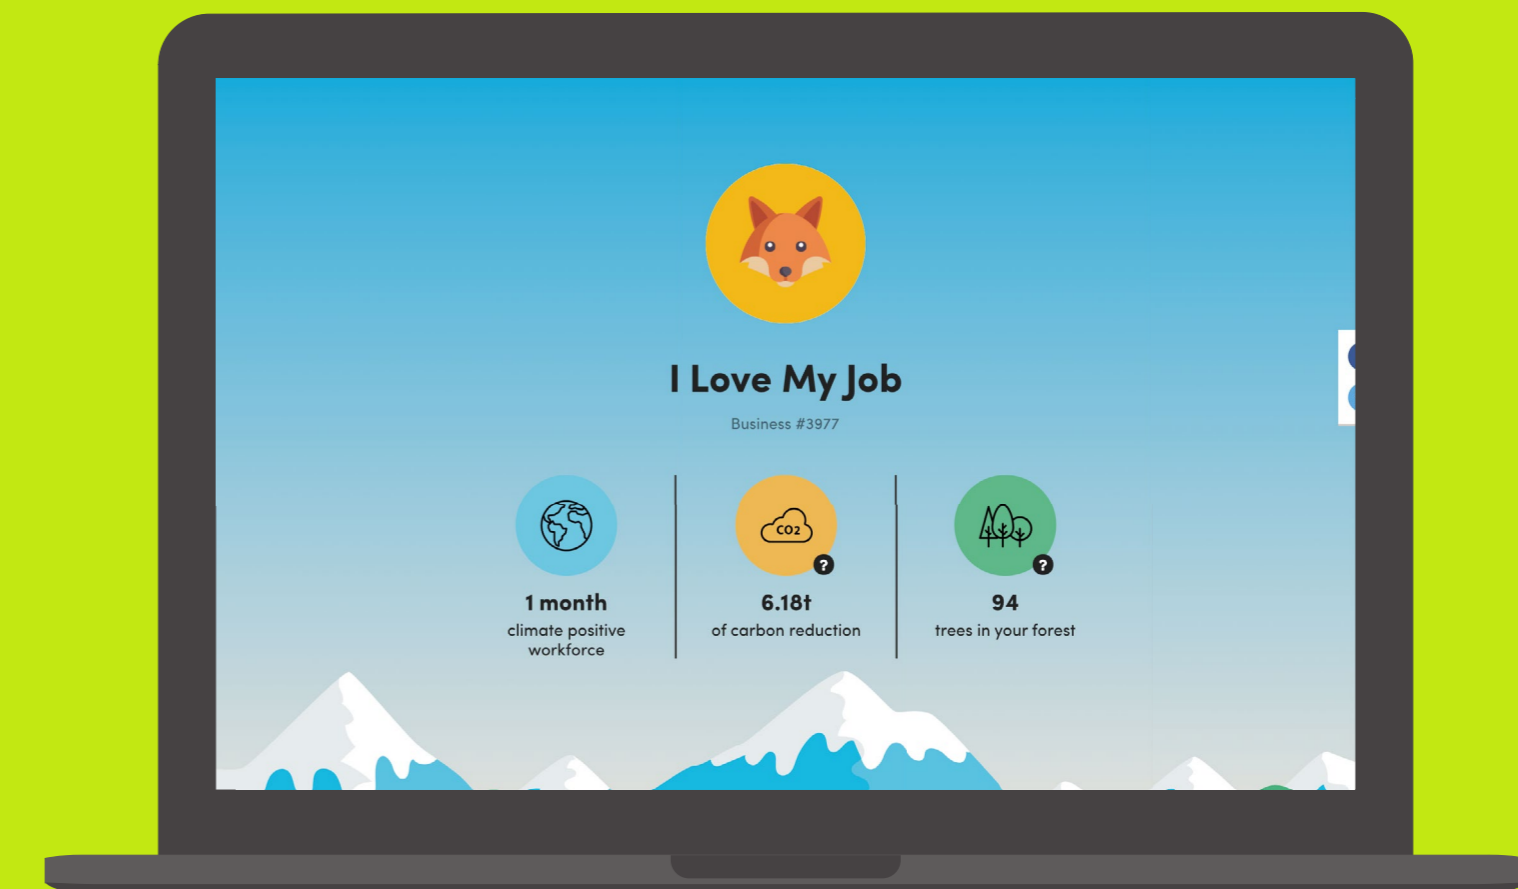 I Love My Job
Business #3977
CO2
?
?
1 month
climate positive
workforce
6.18t
of carbon reduction
94
trees in your forest